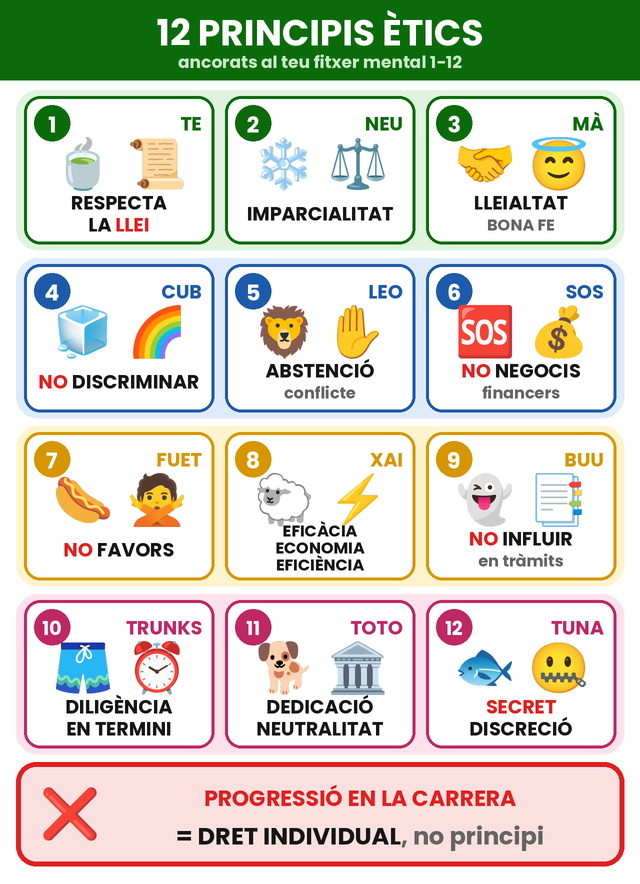 12 PRINCIPIS ÈTICS
ancorats al teu fitxer mental 1-12
1 TE
RESPECTA
LA LLEI
2 NEU
IMPARCIALITAT
3 MÀ
LLEIALTAT
BONA FE
4 CUB
NO DISCRIMINAR
5 LEO
ABSTENCIÓ
conflicte
6 SOS
SOS
NO NEGOCIS
financers
7 FUET
NO FAVORS
8 XAI
EFICÀCIA
ECONOMIA
EFICIÈNCIA
9 BUU
NO INFLUIR
en tràmits
10 TRUNKS
DILIGÈNCIA
EN TERMINI
11 TOTO
DEDICACIÓ
NEUTRALITAT
12 TUNA
SECRET
DISCRECIÓ
PROGRESSIÓ EN LA CARRERA
= DRET INDIVIDUAL, no principi